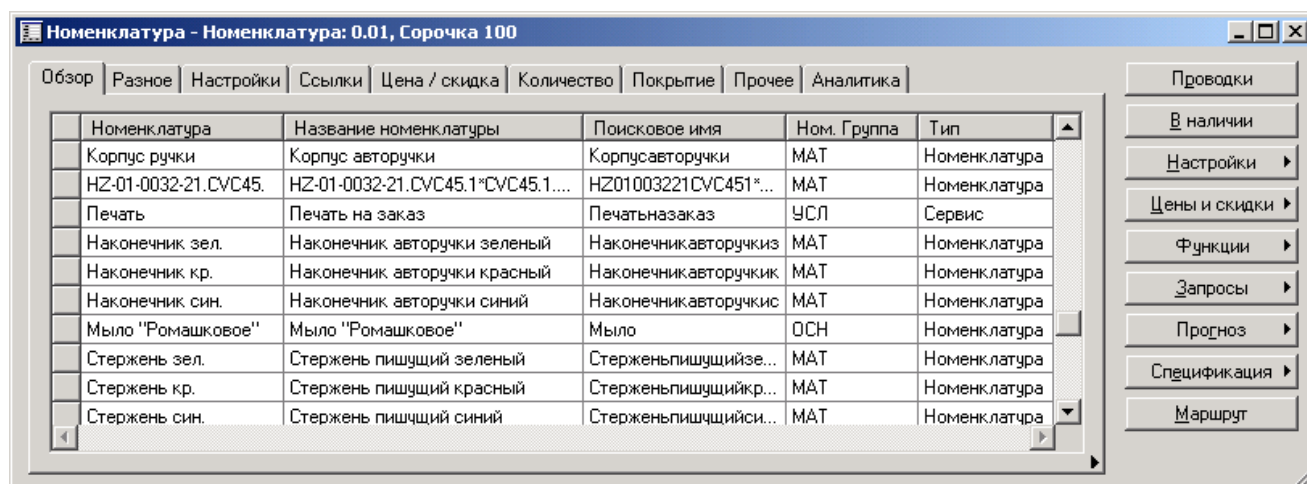 Номенклатура - Номенклатура: 0.01, Сорочка 100
Обзор Разное Настройки Ссылки Цена / скидка Количество Покрытие Прочее Аналитика
Номенклатура Название номенклатуры Поисковое имя Ном. Группа Тип
Корпус ручки Корпус авторучки Корпусавторучки МАТ Номенклатура
HZ-01-0032-21.CVC45. HZ-01-0032-21.CVC45.1*CVC45.1.... HZ01003221CVC451*... МАТ Номенклатура
Печать Печать на заказ Печатьназаказ УСЛ Сервис
Наконечник зел. Наконечник авторучки зеленый Наконечникавторучкиз МАТ Номенклатура
Наконечник кр. Наконечник авторучки красный Наконечникавторучкик МАТ Номенклатура
Наконечник син. Наконечник авторучки синий Наконечникавторучкис МАТ Номенклатура
Мыло "Ромашковое" Мыло "Ромашковое" Мыло ОСН Номенклатура
Стержень зел. Стержень пишущий зеленый Стерженьпишущийзе... МАТ Номенклатура
Стержень кр. Стержень пишущий красный Стерженьпишущийкр... МАТ Номенклатура
Стержень син. Стержень пишущий синий Стерженьпишущийси... МАТ Номенклатура
Проводки
В наличии
Настройки
Цены и скидки
Функции
Запросы
Прогноз
Спецификация
Маршрут